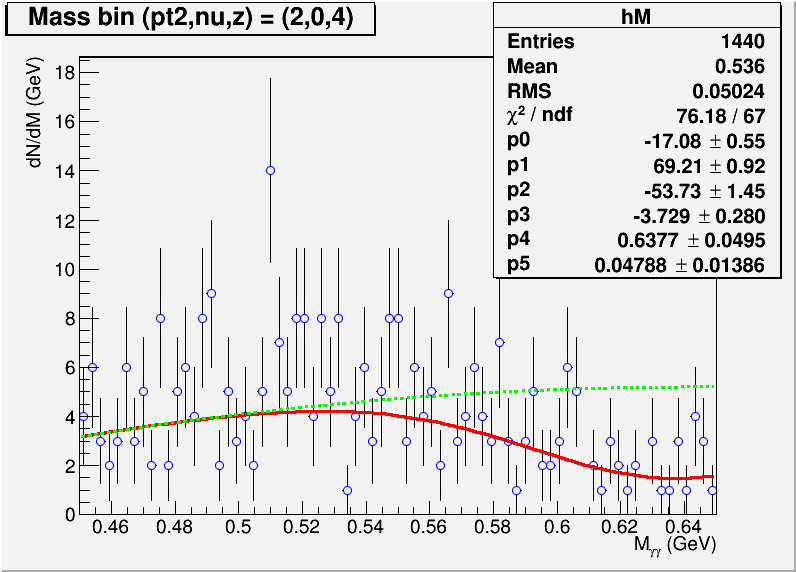 Mass bin (pt2,nu,z) = (2,0,4)
hM
Entries 1440
Mean 0.536
RMS 0.05024
χ² / ndf 76.18 / 67
p0 -17.08 ± 0.55
p1 69.21 ± 0.92
p2 -53.73 ± 1.45
p3 -3.729 ± 0.280
p4 0.6377 ± 0.0495
p5 0.04788 ± 0.01386
dN/dM (GeV)
18
16
14
12
10
8
6
4
2
0
0.46 0.48 0.5 0.52 0.54 0.56 0.58 0.6 0.62 0.64
Mγγ (GeV)